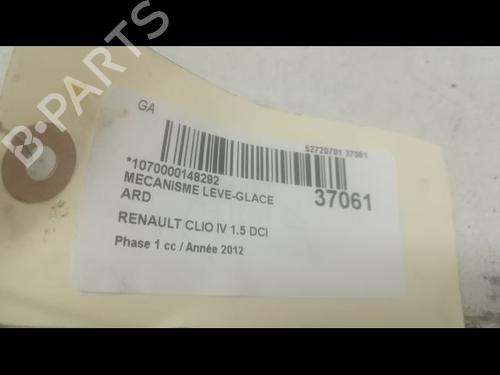 B-PARTS
GA
52720701 37061
*1070000148292
MECANISME LEVE-GLACE
37061
ARD
RENAULT CLIO IV 1.5 DCI
Phase 1 cc / Année 2012